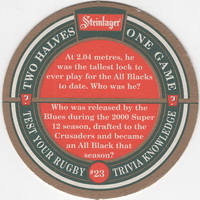 Steinlager
TWO HALVES
ONE GAME
At 2.04 metres, he
was the tallest lock to
ever play for the All Blacks
to date. Who was he?
?
?
Who was released by the
Blues during the 2000 Super
12 season, drafted to the
Crusaders and became
an All Black that
season?
TEST YOUR RUGBY
#23
TRIVIA KNOWLEDGE